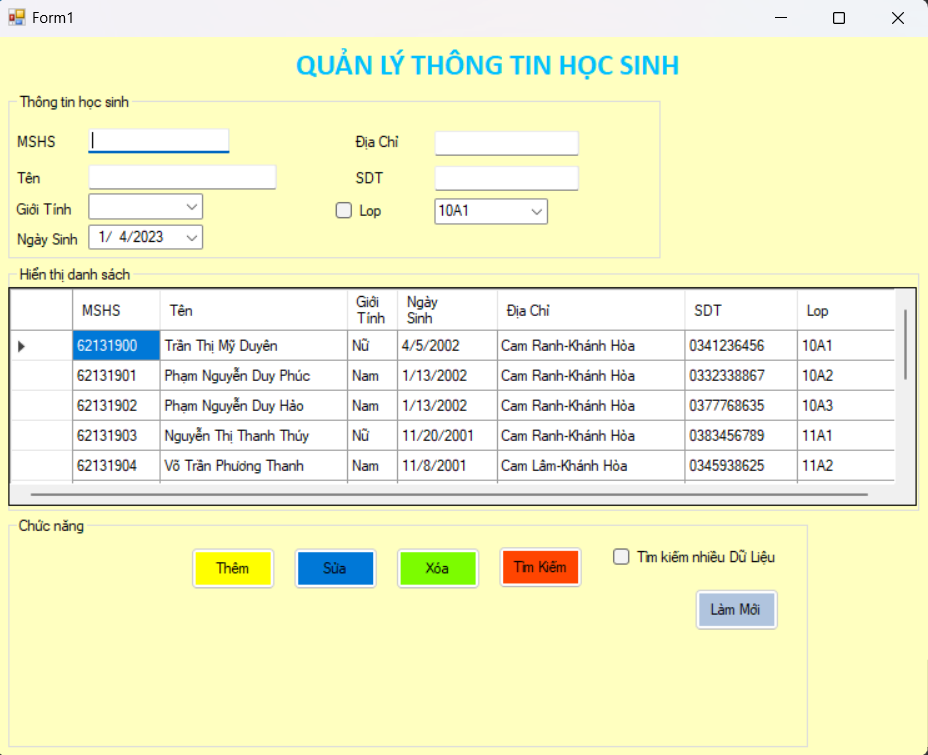 Form1
QUẢN LÝ THÔNG TIN HỌC SINH
Thông tin học sinh
MSHS Địa Chỉ
Tên SDT
Giới Tính Lop 10A1
Ngày Sinh 1/ 4/2023
Hiển thị danh sách
MSHS Tên Giới Tính Ngày Sinh Địa Chỉ SDT Lop
62131900 Trần Thị Mỹ Duyên Nữ 4/5/2002 Cam Ranh-Khánh Hòa 0341236456 10A1
62131901 Phạm Nguyễn Duy Phúc Nam 1/13/2002 Cam Ranh-Khánh Hòa 0332338867 10A2
62131902 Phạm Nguyễn Duy Hảo Nam 1/13/2002 Cam Ranh-Khánh Hòa 0377768635 10A3
62131903 Nguyễn Thị Thanh Thúy Nữ 11/20/2001 Cam Ranh-Khánh Hòa 0383456789 11A1
62131904 Võ Trần Phương Thanh Nam 11/8/2001 Cam Lâm-Khánh Hòa 0345938625 11A2
Chức năng
Thêm Sửa Xóa Tìm Kiếm Tìm kiếm nhiều Dữ Liệu
Làm Mới